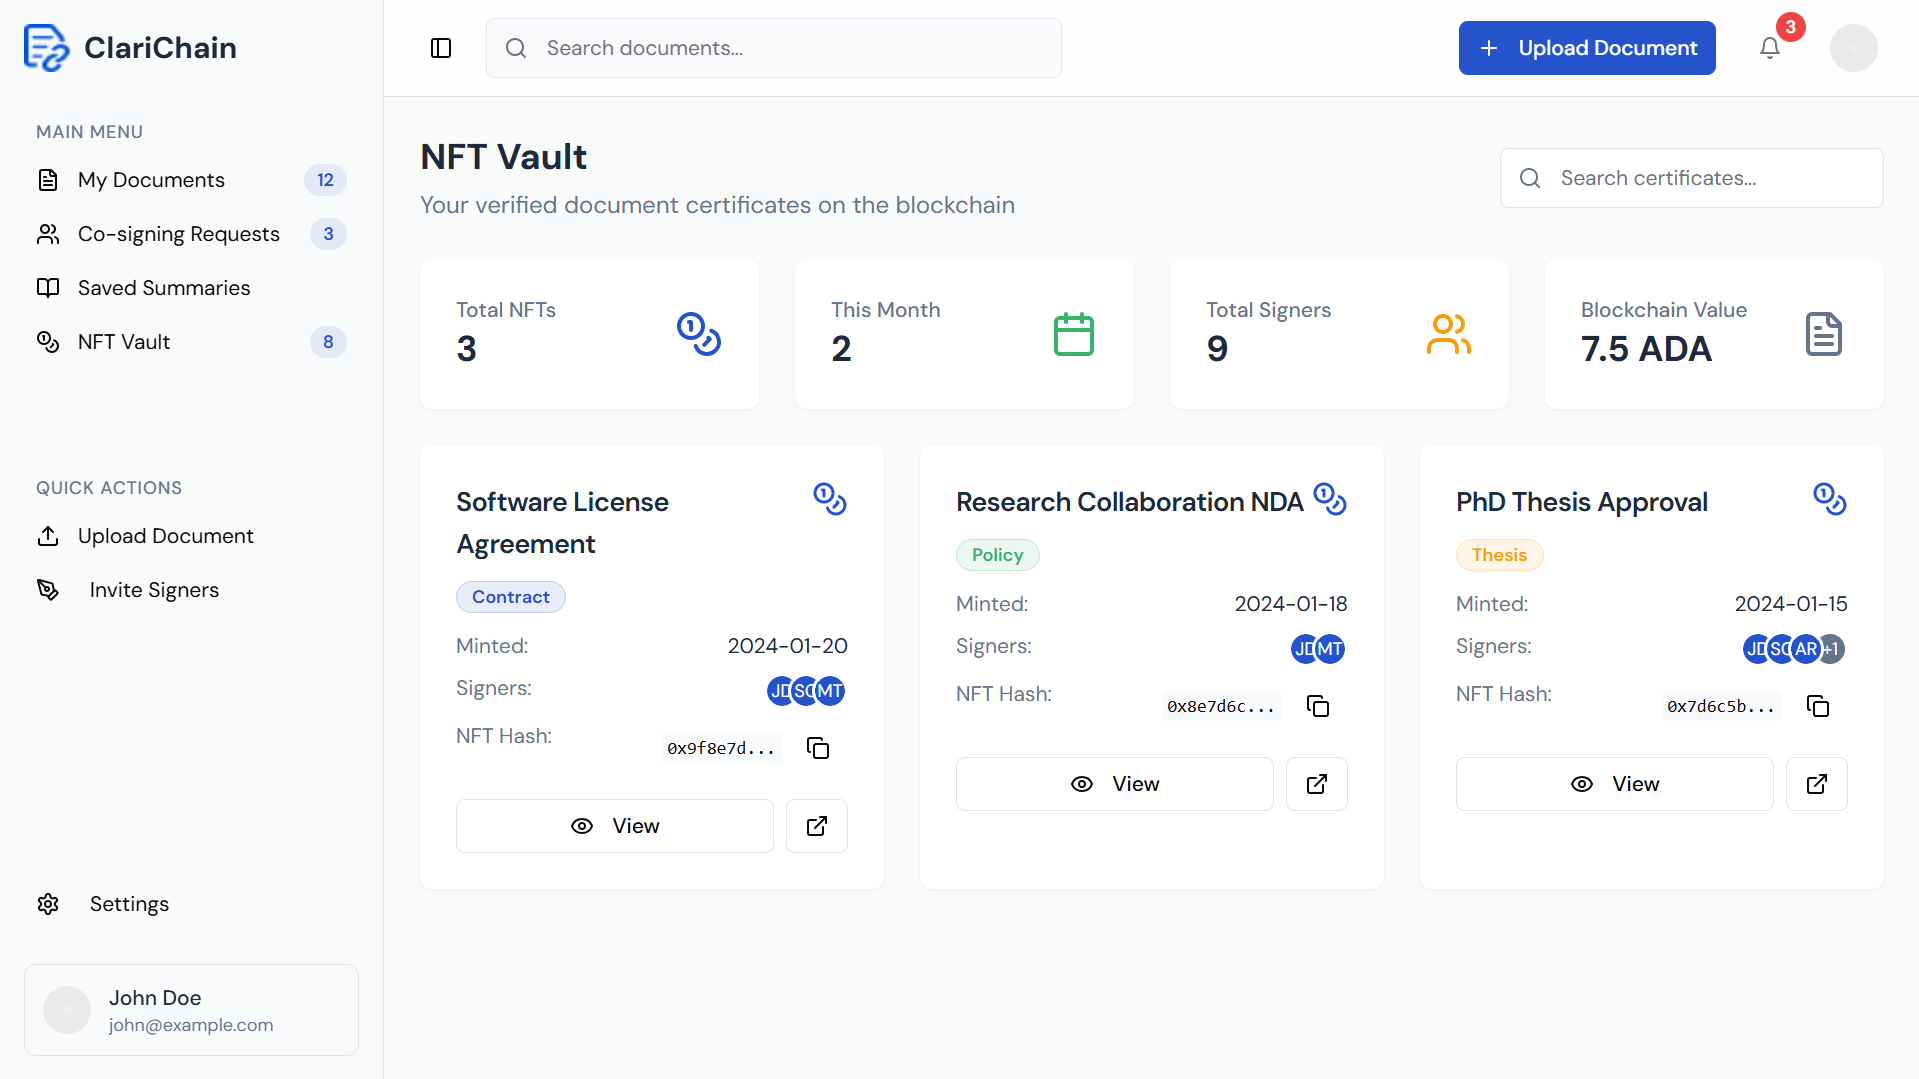 ClariChain
Search documents...
Upload Document
3
MAIN MENU
My Documents 12
Co-signing Requests 3
Saved Summaries
NFT Vault 8
QUICK ACTIONS
Upload Document
Invite Signers
Settings
John Doe
john@example.com
NFT Vault
Your verified document certificates on the blockchain
Search certificates...
Total NFTs
3
This Month
2
Total Signers
9
Blockchain Value
7.5 ADA
Software License
Agreement
Contract
Minted: 2024-01-20
Signers: JD SC MT
NFT Hash: 0x9f8e7d...
View
Research Collaboration NDA
Policy
Minted: 2024-01-18
Signers: JD MT
NFT Hash: 0x8e7d6c...
View
PhD Thesis Approval
Thesis
Minted: 2024-01-15
Signers: JD SC AR +1
NFT Hash: 0x7d6c5b...
View